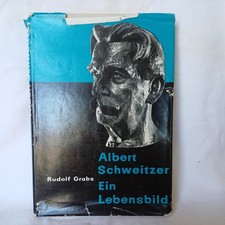 Albert
Schweitzer
Rudolf Grabs
Ein
Lebensbild